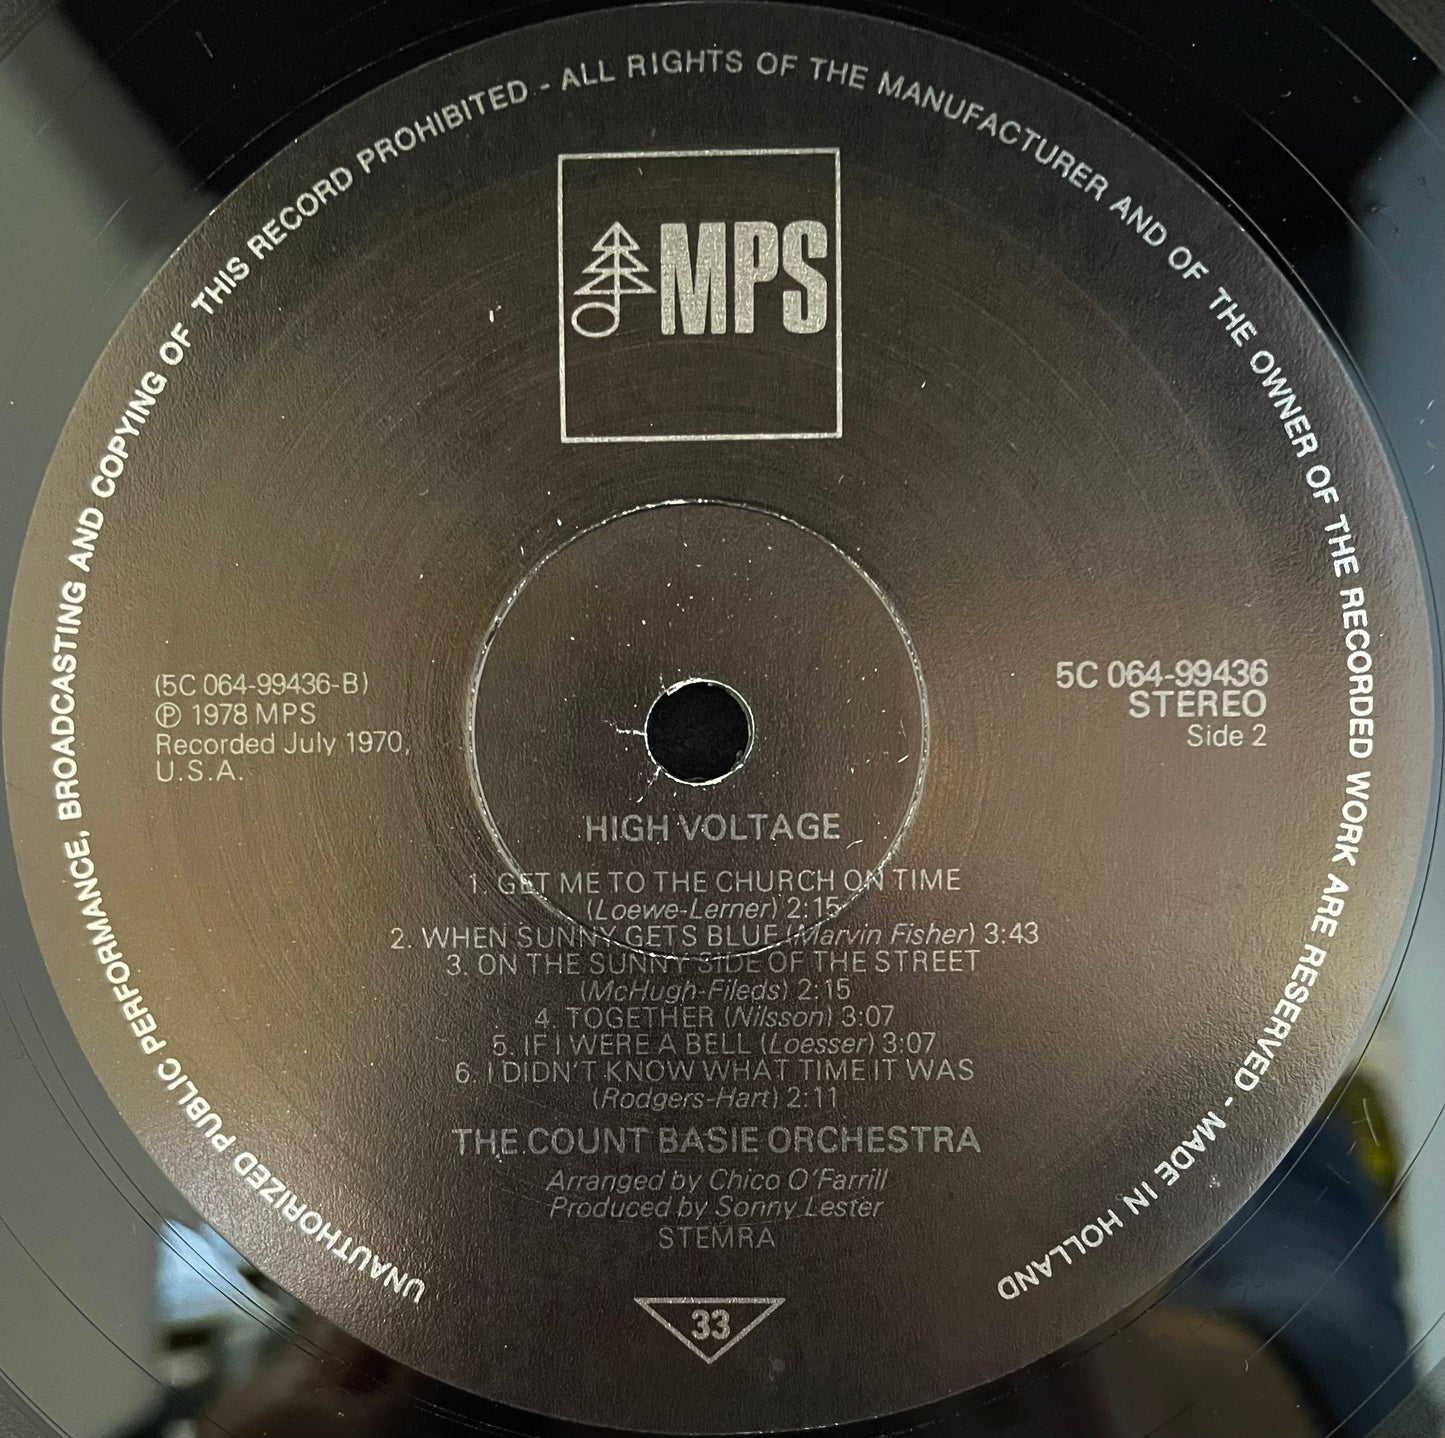 UNAUTHORIZED PUBLIC PERFORMANCE, BROADCASTING AND COPYING OF THIS RECORD PROHIBITED - ALL RIGHTS OF THE MANUFACTURER AND OF THE OWNER OF THE RECORDED WORK ARE RESERVED - MADE IN HOLLAND
MPS
(5C 064-99436-B)
Ⓟ 1978 MPS
Recorded July 1970,
U.S.A.
5C 064-99436
STEREO
Side 2
HIGH VOLTAGE
1. GET ME TO THE CHURCH ON TIME
(Loewe-Lerner) 2:15
2. WHEN SUNNY GETS BLUE (Marvin Fisher) 3:43
3. ON THE SUNNY SIDE OF THE STREET
(McHugh-Fileds) 2:15
4. TOGETHER (Nilsson) 3:07
5. IF I WERE A BELL (Loesser) 3:07
6. I DIDN'T KNOW WHAT TIME IT WAS
(Rodgers-Hart) 2:11
THE COUNT BASIE ORCHESTRA
Arranged by Chico O'Farrill
Produced by Sonny Lester
STEMRA
33